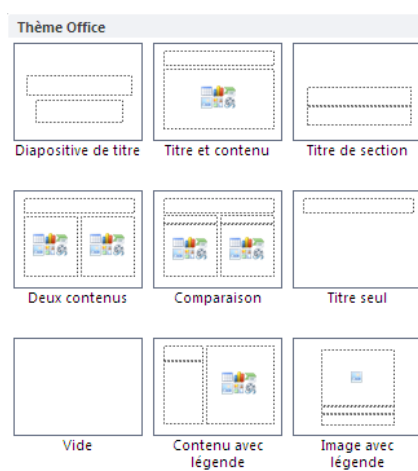 Thème Office
Diapositive de titre
Titre et contenu
Titre de section
Deux contenus
Comparaison
Titre seul
Vide
Contenu avec
légende
Image avec
légende